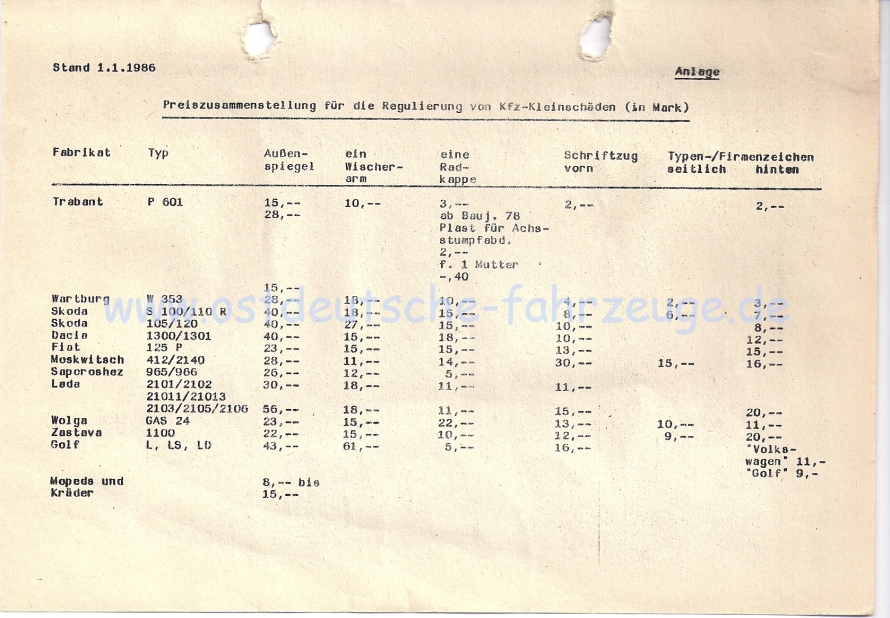 Stand 1.1.1986 Anlage
Preiszusammenstellung für die Regulierung von Kfz-Kleinschäden (in Mark)
Fabrikat Typ Außen- ein eine Schriftzug Typen-/Firmenzeichen
spiegel Wischer- Rad- vorn seitlich hinten
arm kappe
Trabant P 601 15,-- 10,-- 3,-- 2,-- 2,--
28,-- ab Bauj. 78
Plast für Achs-
stumpfabd.
2,--
f. 1 Mutter
-,40
15,--
Wartburg W 353 28,-- 18,-- 10,-- 4,-- 2,-- 3,--
Skoda S 100/110 R 40,-- 18,-- 15,-- 8,-- 6,-- 7,--
Skoda 105/120 40,-- 27,-- 15,-- 10,-- 8,--
Dacia 1300/1301 40,-- 15,-- 18,-- 10,-- 12,--
Fiat 125 P 23,-- 15,-- 15,-- 13,-- 15,--
Moskwitsch 412/2140 28,-- 11,-- 14,-- 30,-- 15,-- 16,--
Saporoshez 965/966 26,-- 12,-- 5,--
Lada 2101/2102 30,-- 18,-- 11,-- 11,--
21011/21013
2103/2105/2106 56,-- 18,-- 11,-- 15,-- 20,--
Wolga GAS 24 23,-- 15,-- 22,-- 13,-- 10,-- 11,--
Zastava 1100 22,-- 15,-- 10,-- 12,-- 9,-- 20,--
Golf L, LS, LD 43,-- 61,-- 5,-- 16,-- "Volks-
wagen" 11,-
"Golf" 9,-
Mopeds und 8,-- bis
Kräder 15,--
www.ostdeutsche-fahrzeuge.de